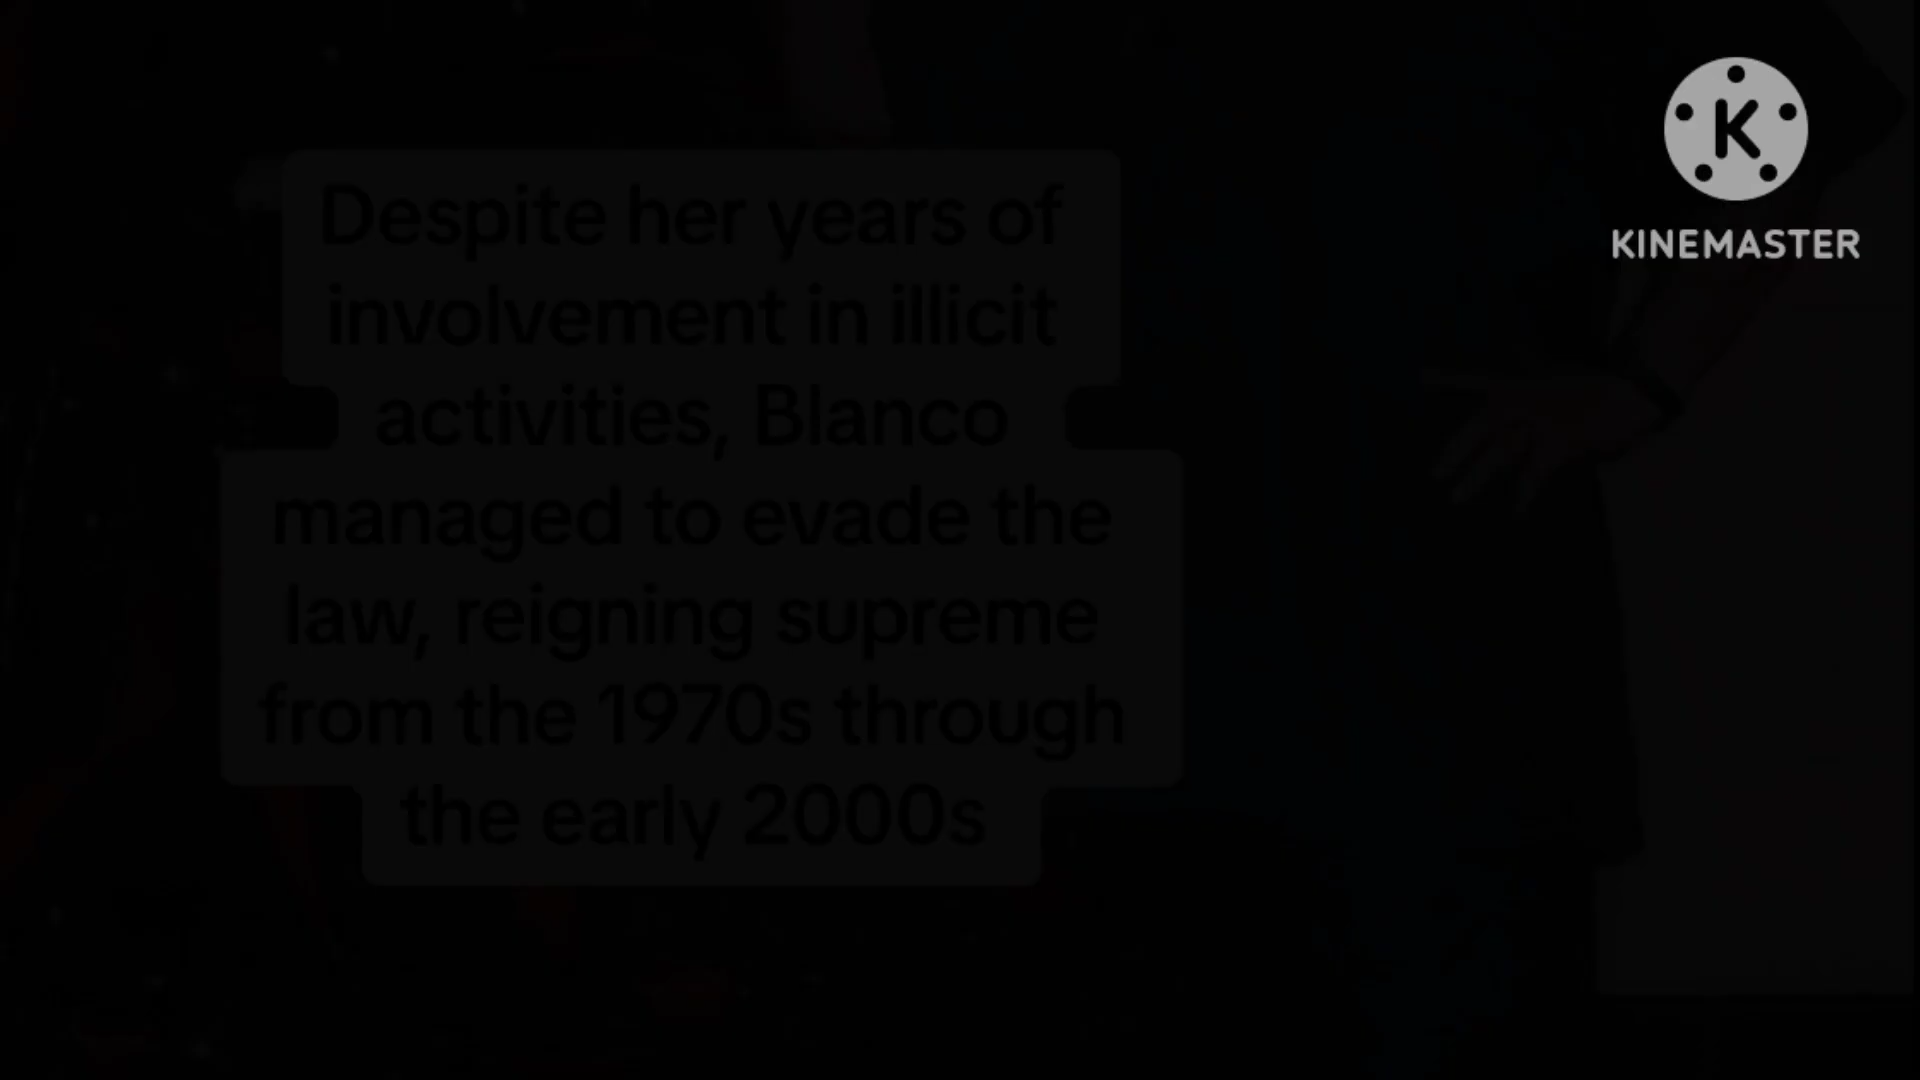 Despite her years of
involvement in illicit
activities, Blanco
managed to evade the
law, reigning supreme
from the 1970s through
the early 2000s
K
KINEMASTER